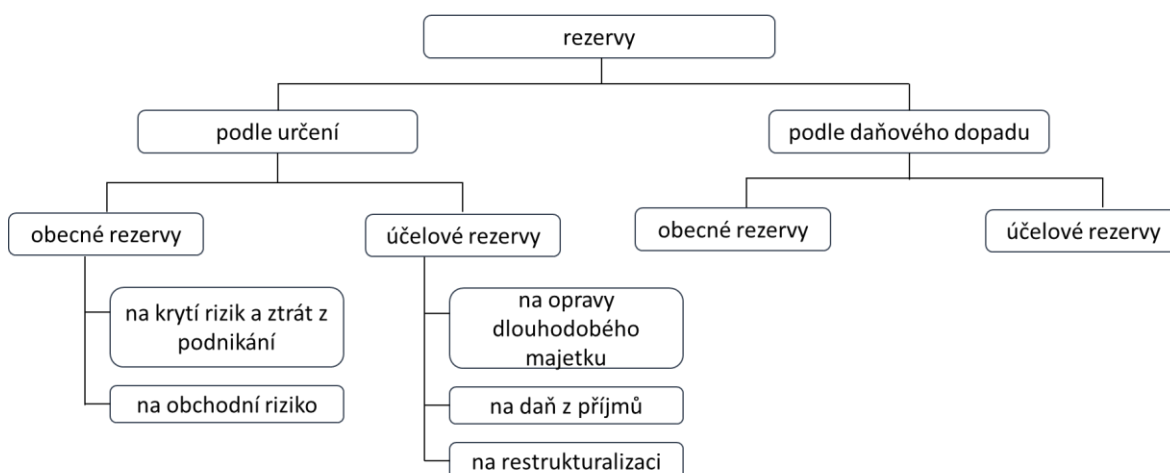 rezervy
podle určení
podle daňového dopadu
obecné rezervy
účelové rezervy
obecné rezervy
účelové rezervy
na krytí rizik a ztrát z
podnikání
na obchodní riziko
na opravy
dlouhodobého
majetku
na daň z příjmů
na restrukturalizaci